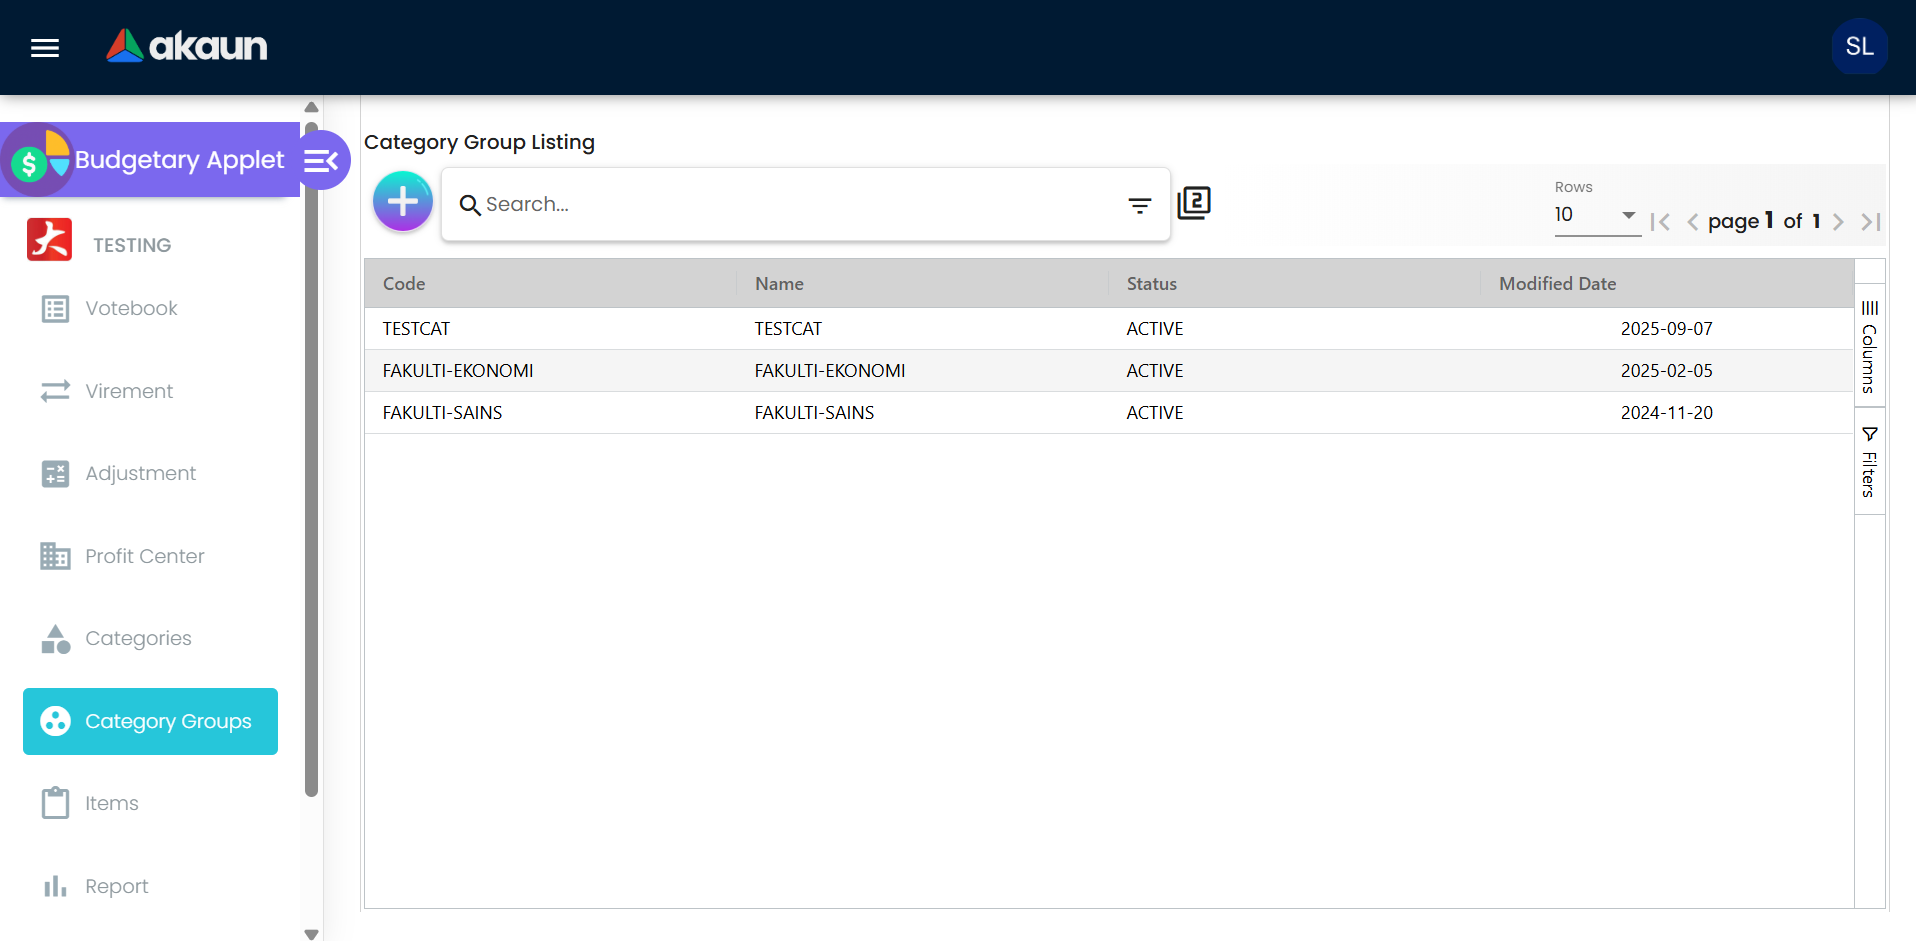 akaun
SL
Budgetary Applet
TESTING
Votebook
Virement
Adjustment
Profit Center
Categories
Category Groups
Items
Report
Category Group Listing
Search...
2
Rows
10
page 1 of 1
Code Name Status Modified Date
TESTCAT TESTCAT ACTIVE 2025-09-07
FAKULTI-EKONOMI FAKULTI-EKONOMI ACTIVE 2025-02-05
FAKULTI-SAINS FAKULTI-SAINS ACTIVE 2024-11-20
Columns
Filters